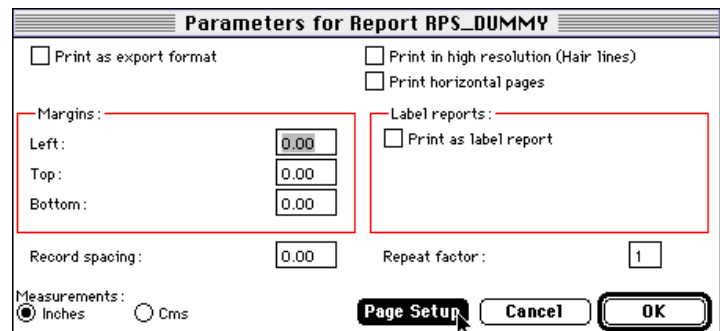 Parameters for Report RPS_DUMMY
Print as export format
Print in high resolution (Hair lines)
Print horizontal pages
Margins:
Left: 0.00
Top: 0.00
Bottom: 0.00
Label reports:
Print as label report
Record spacing: 0.00
Repeat factor: 1
Measurements:
Inches Cms
Page Setup Cancel OK